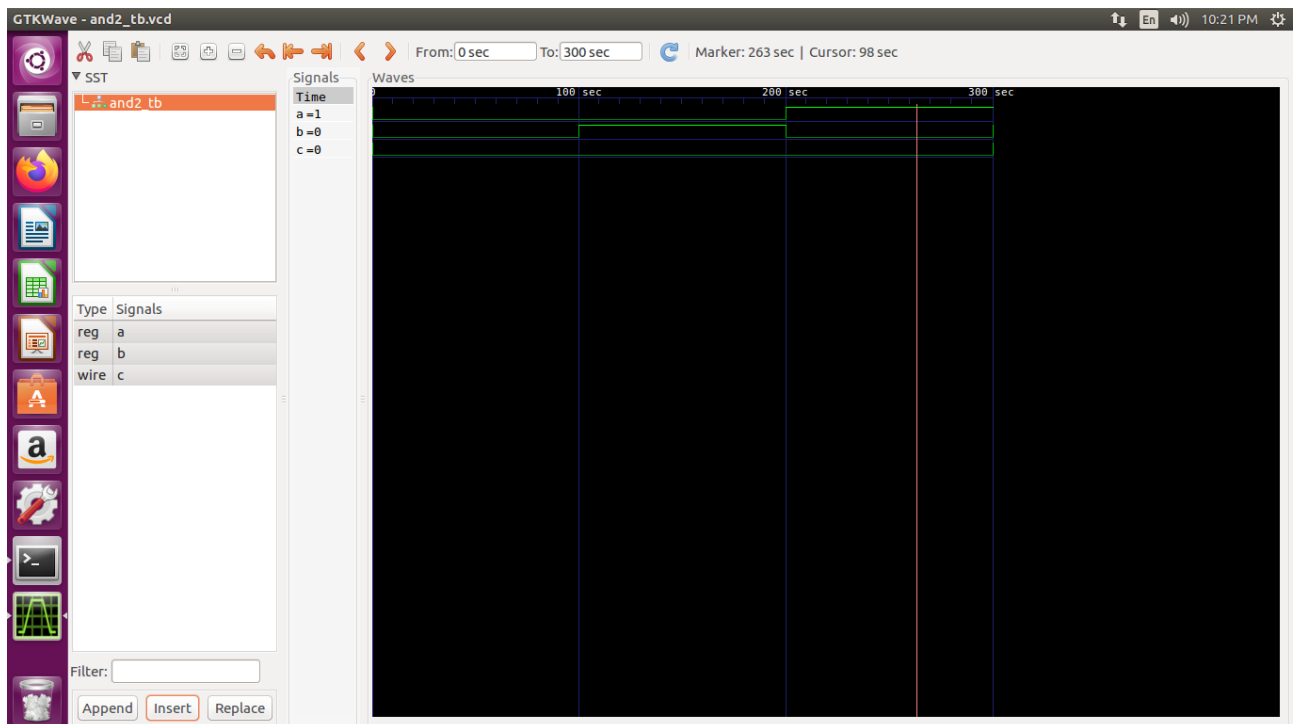 GTKWave - and2_tb.vcd
En
10:21 PM
From: 0 sec To: 300 sec Marker: 263 sec | Cursor: 98 sec
SST
and2_tb
Type Signals
reg a
reg b
wire c
Filter:
Append Insert Replace
Signals
Time
a=1
b=0
c=0
Waves
0 100 sec 200 sec 300 sec